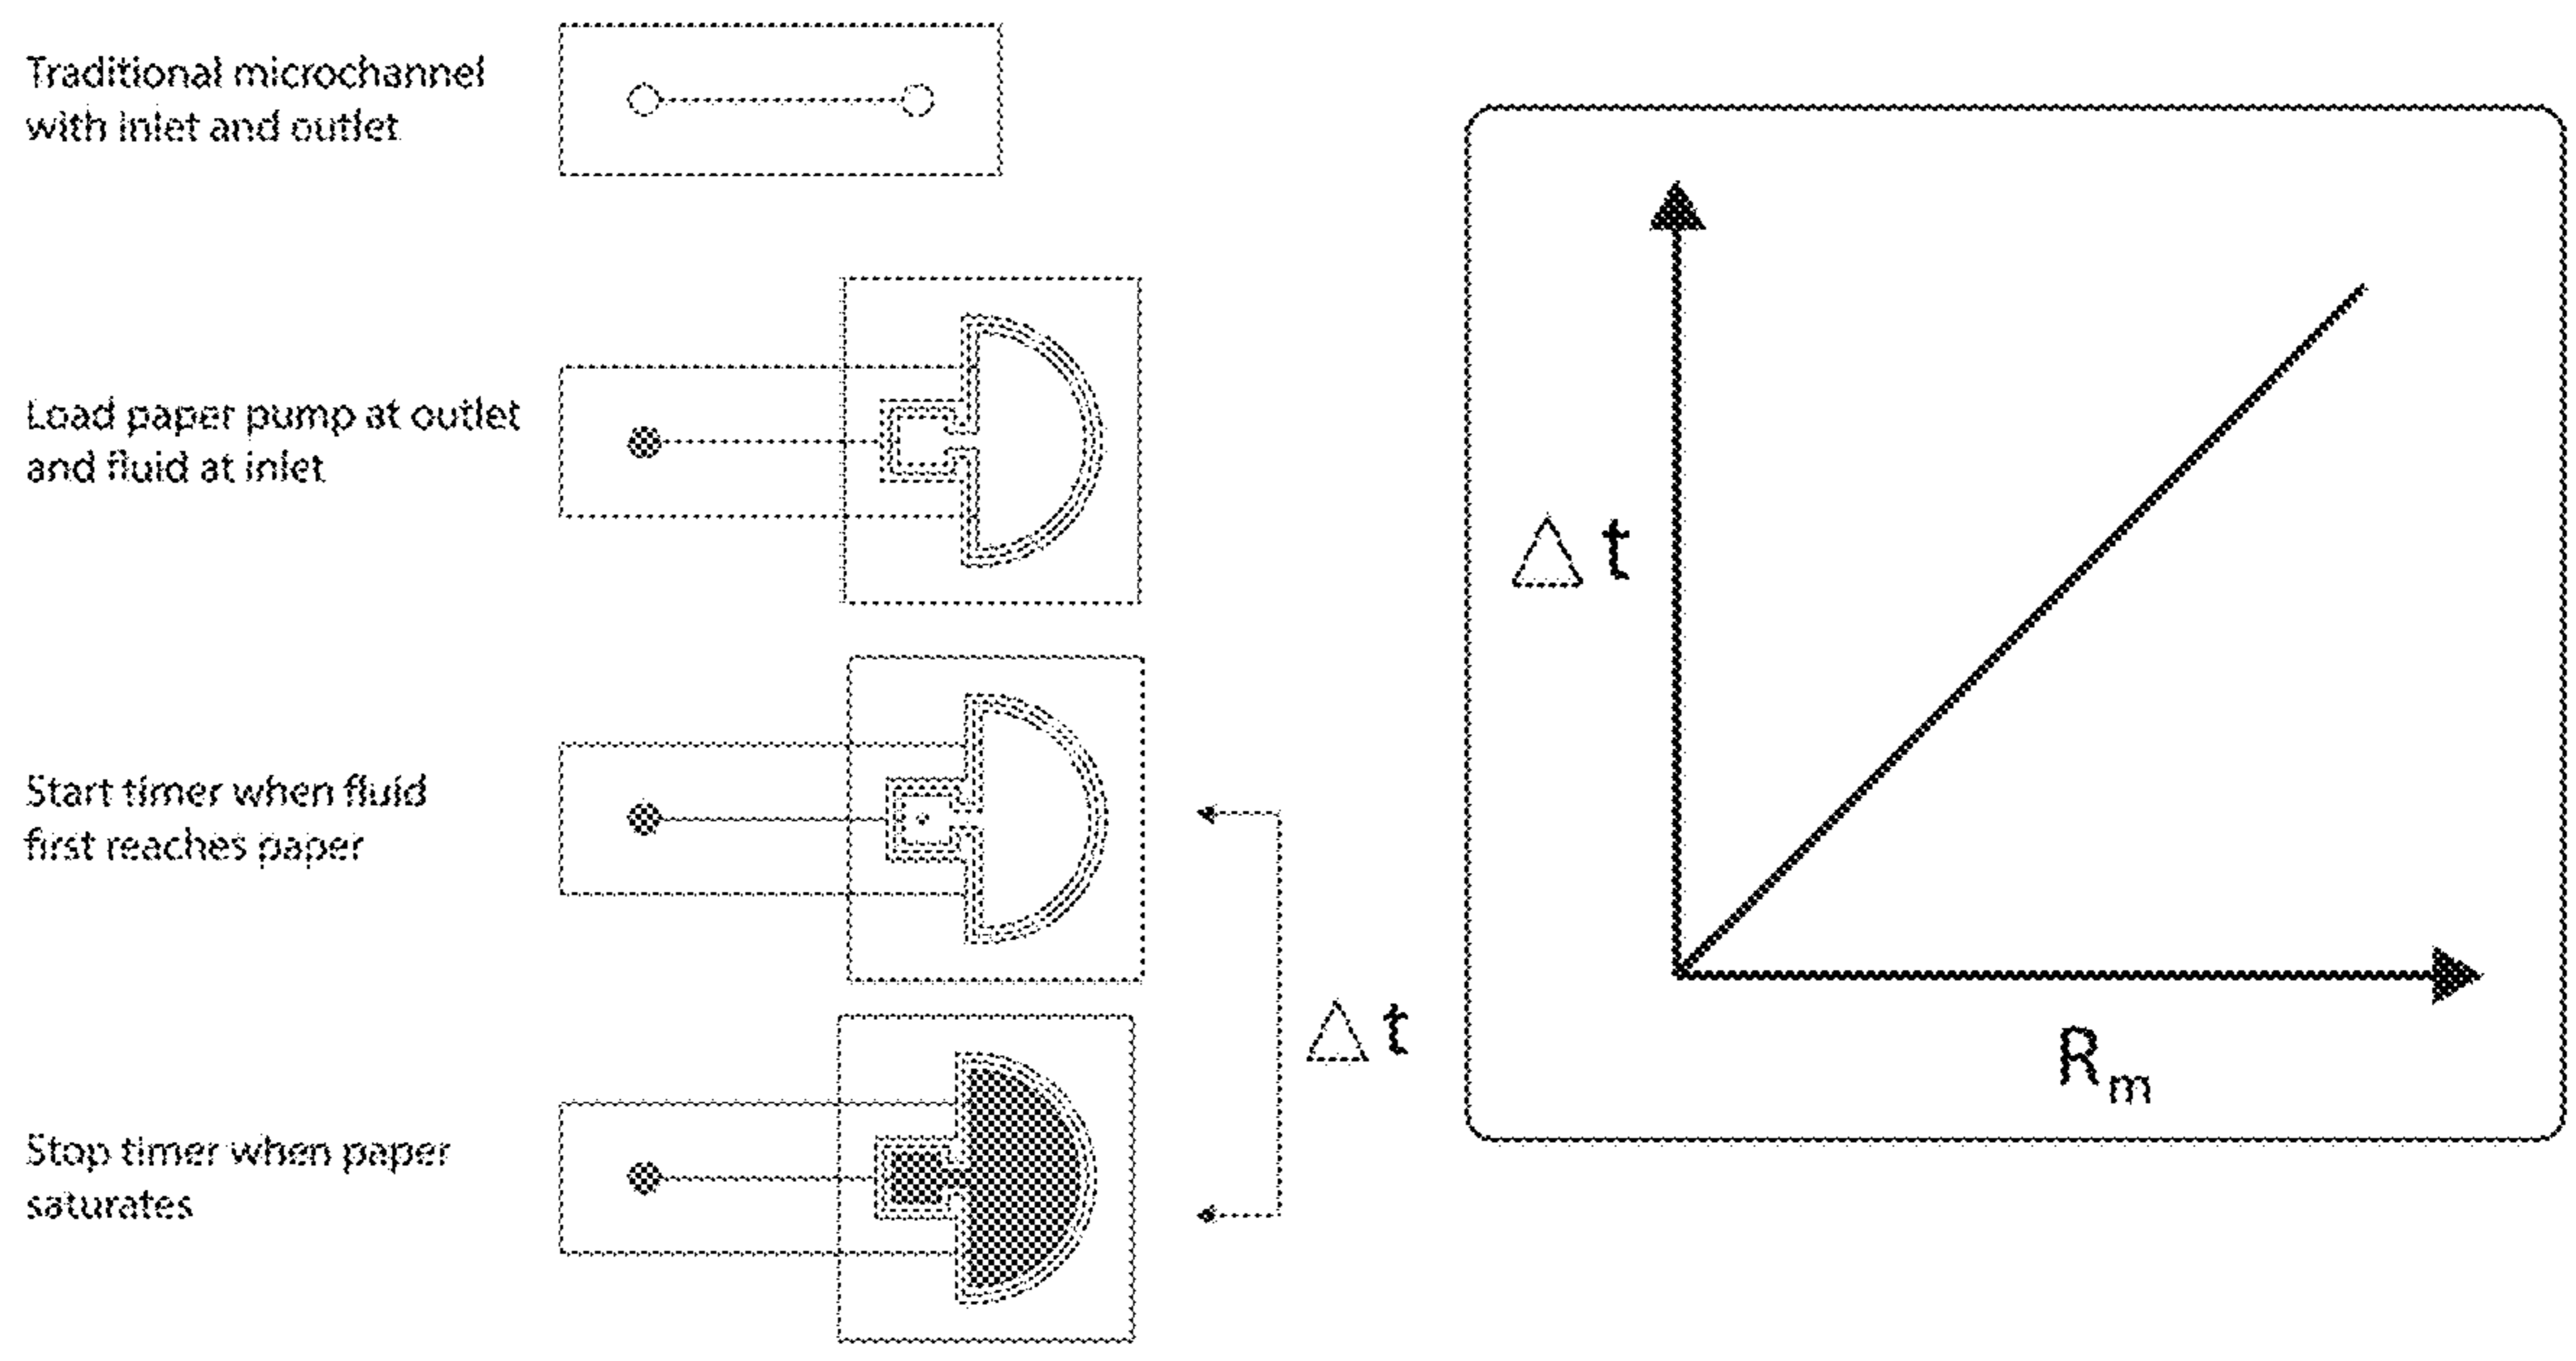 Traditional microchannel
with inlet and outlet
Load paper pump at outlet
and fluid at inlet
Start timer when fluid
first reaches paper
Stop timer when paper
saturates
Δ t
Δ t
Rm